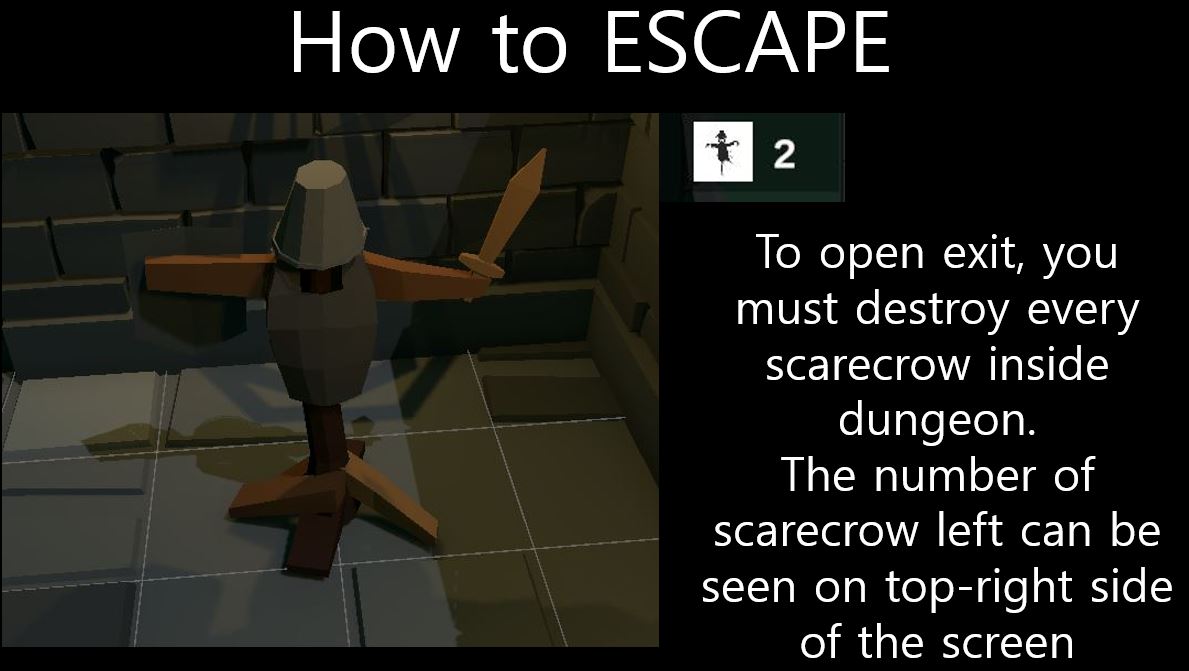 How to ESCAPE
2
To open exit, you
must destroy every
scarecrow inside
dungeon.
The number of
scarecrow left can be
seen on top-right side
of the screen